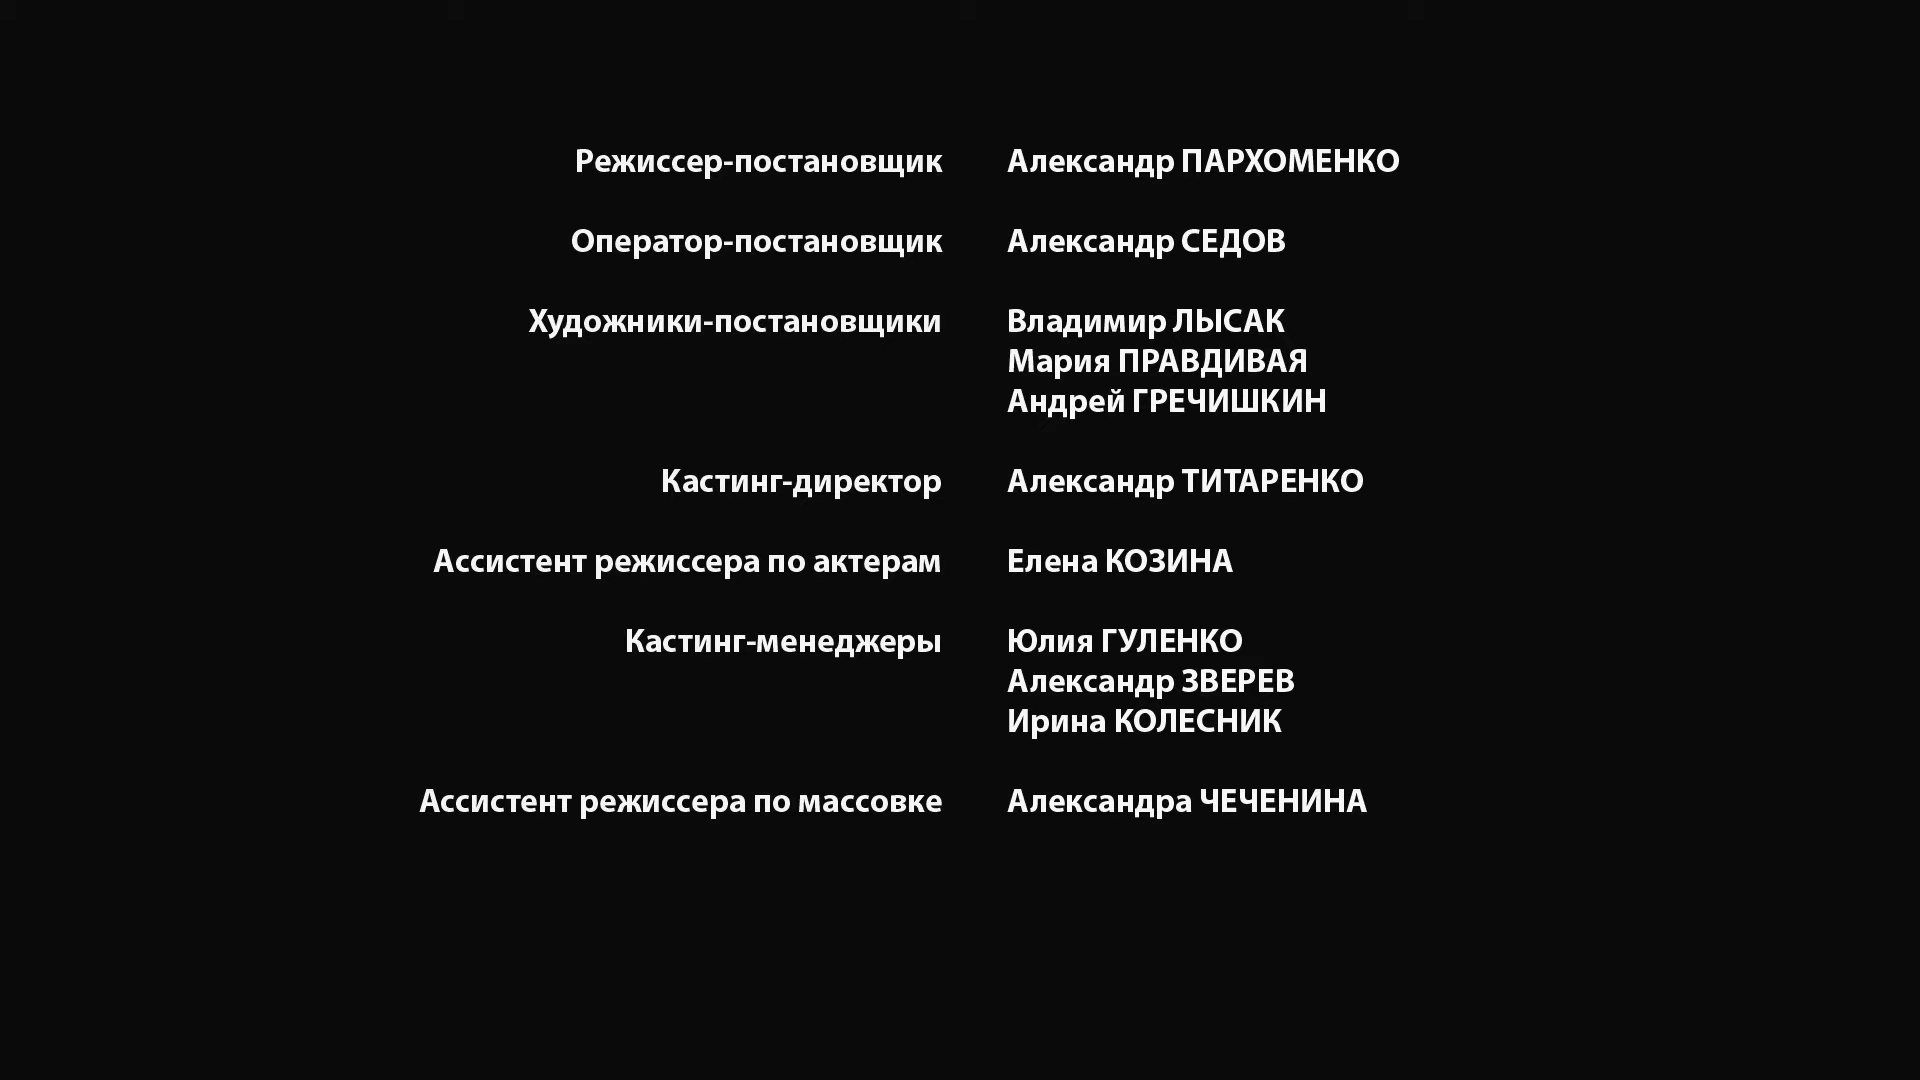 Режиссер-постановщик Александр ПАРХОМЕНКО
Оператор-постановщик Александр СЕДОВ
Художники-постановщики Владимир ЛЫСАК
Мария ПРАВДИВАЯ
Андрей ГРЕЧИШКИН
Кастинг-директор Александр ТИТАРЕНКО
Ассистент режиссера по актерам Елена КОЗИНА
Кастинг-менеджеры Юлия ГУЛЕНКО
Александр ЗВЕРЕВ
Ирина КОЛЕСНИК
Ассистент режиссера по массовке Александра ЧЕЧЕНИНА